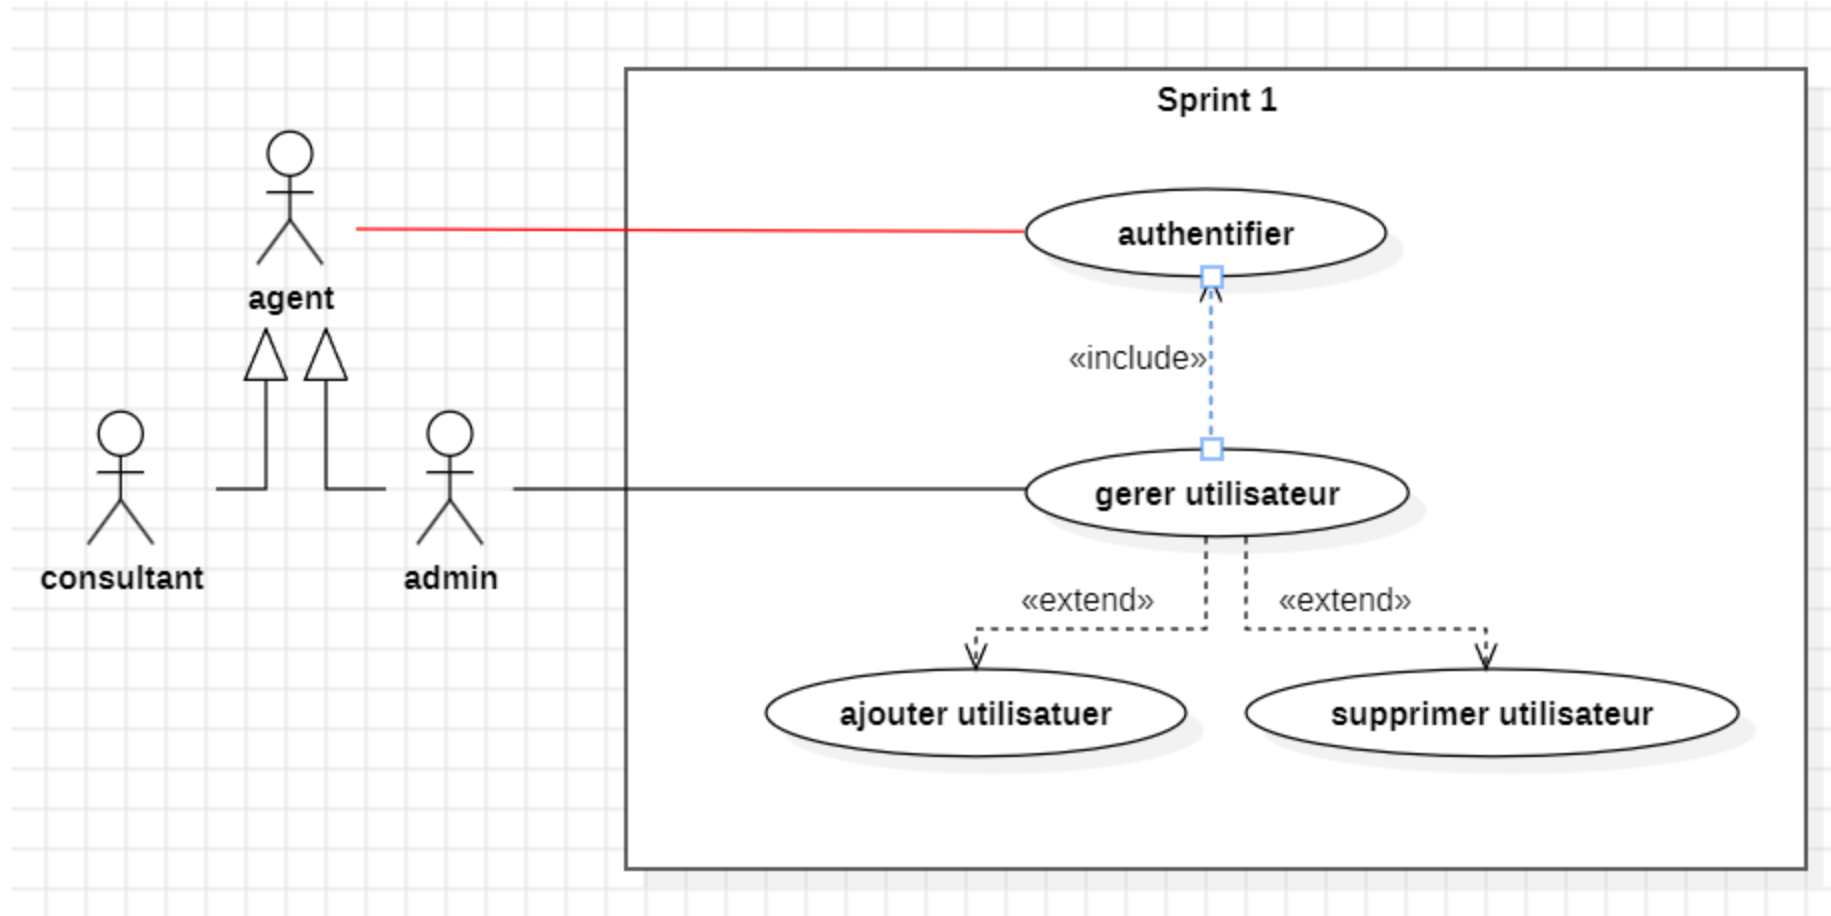 Sprint 1
authentifier
agent
«include»
gerer utilisateur
consultant
admin
«extend»
«extend»
ajouter utilisatuer
supprimer utilisateur